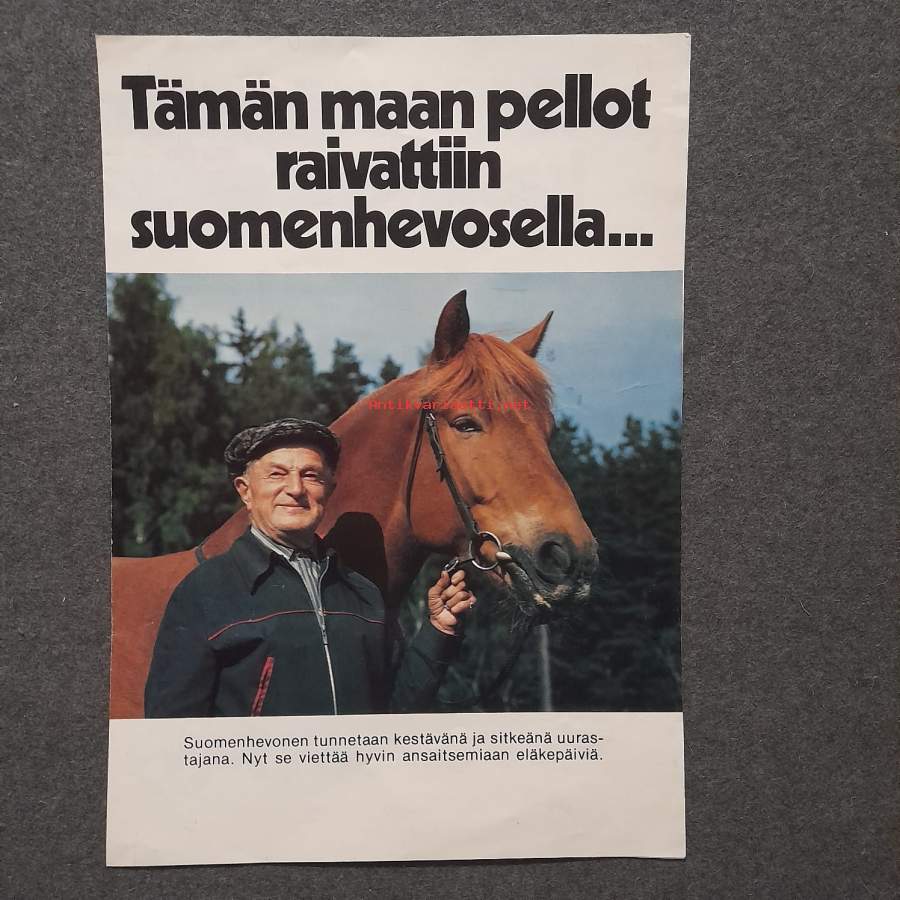 Tämän maan pellot
raivattiin
suomenhevosella...
Antikvariaatti.net
Suomenhevonen tunnetaan kestävänä ja sitkeänä uuras-
tajana. Nyt se viettää hyvin ansaitsemiaan eläkepäiviä.